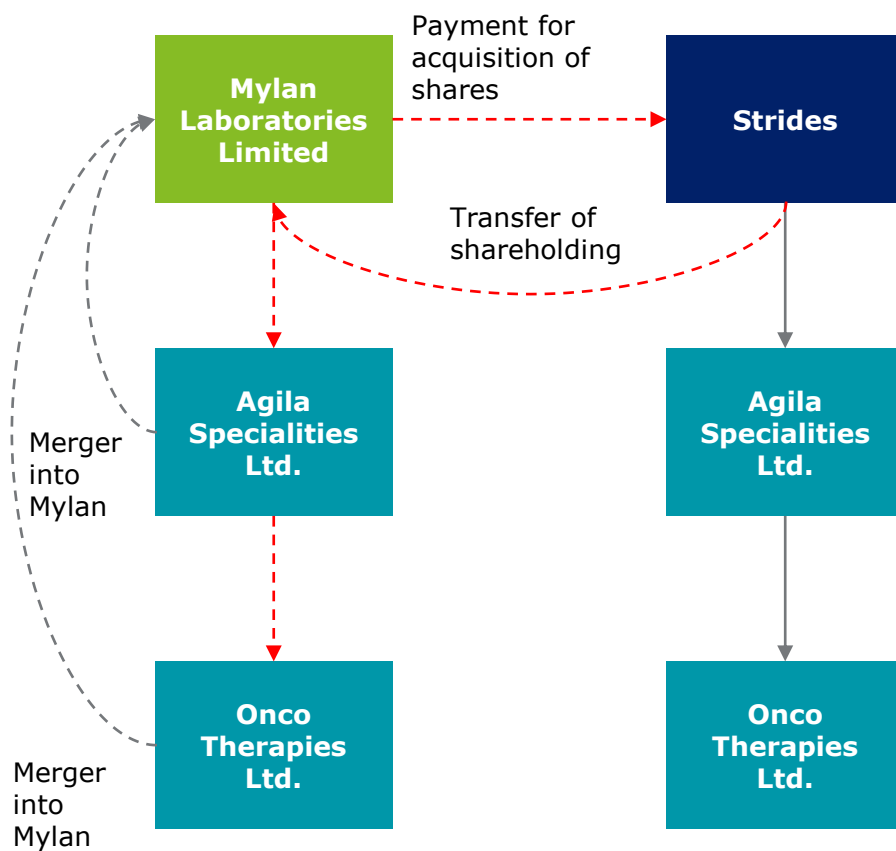 Payment for
acquisition of
shares
Mylan
Laboratories
Limited
Strides
Transfer of
shareholding
Agila
Specialities
Ltd.
Agila
Specialities
Ltd.
Merger
into
Mylan
Onco
Therapies
Ltd.
Onco
Therapies
Ltd.
Merger
into
Mylan